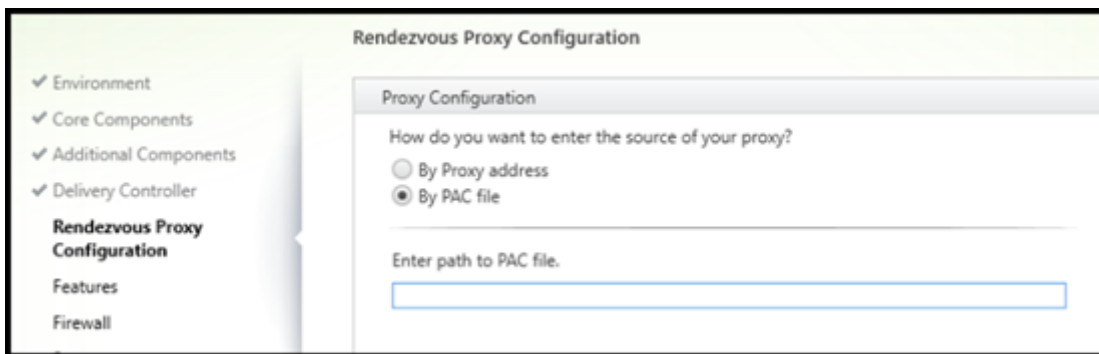 Rendezvous Proxy Configuration
Environment
Core Components
Additional Components
Delivery Controller
Rendezvous Proxy
Configuration
Features
Firewall
Proxy Configuration
How do you want to enter the source of your proxy?
By Proxy address
By PAC file
Enter path to PAC file.